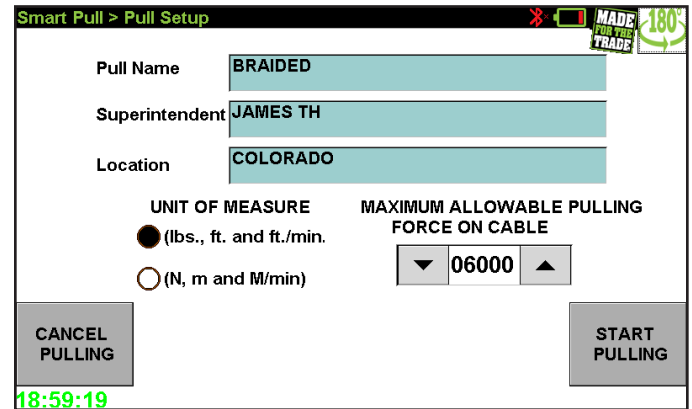 Smart Pull > Pull Setup
MADE
FOR THE
TRADE
180°
Pull Name
BRAIDED
Superintendent
JAMES TH
Location
COLORADO
UNIT OF MEASURE
(lbs., ft. and ft./min.
(N, m and M/min)
MAXIMUM ALLOWABLE PULLING
FORCE ON CABLE
06000
CANCEL
PULLING
START
PULLING
18:59:19